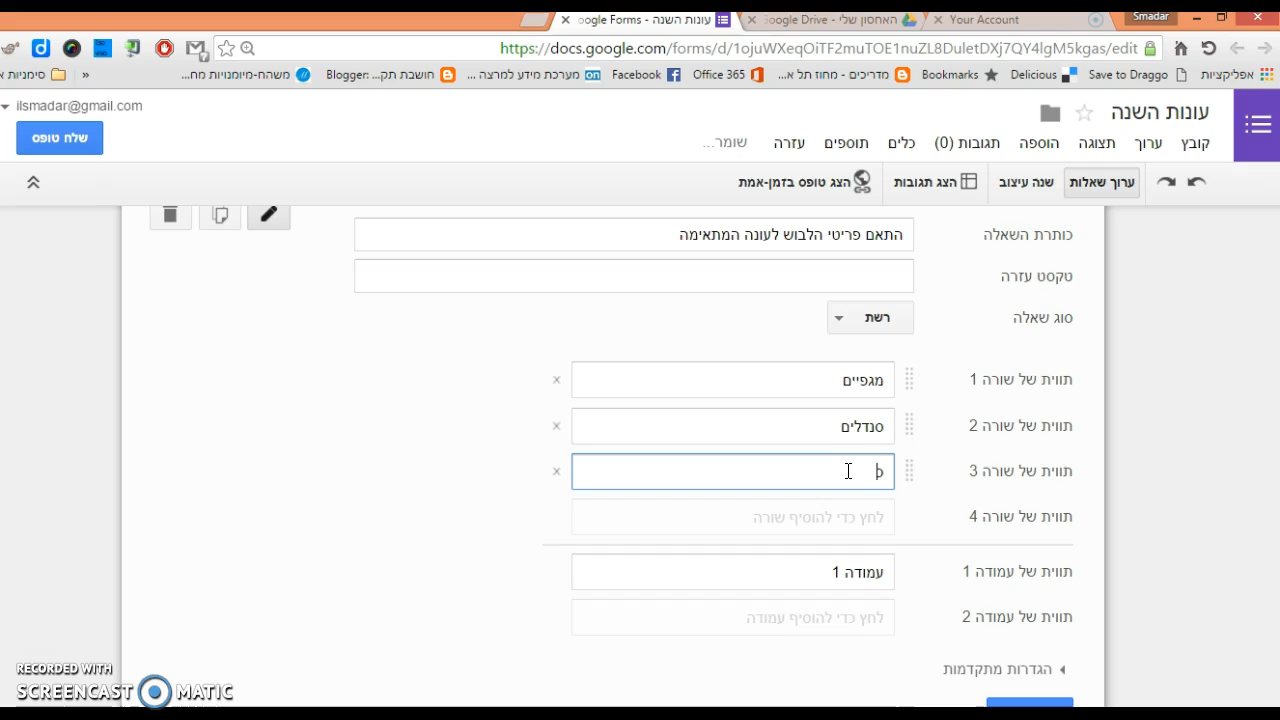 עונות השנה - Google Forms
האחסון שלי - Google Drive
Your Account
Smadar
https://docs.google.com/forms/d/1ojuWXeqOiTF2muTOE1nuZL8DuletDXj7QY4lgM5kgas/edit
אפליקציות Save to Draggo Delicious Bookmarks מדריכים - מחוז תל א... Office 365 Facebook מערכת מידע למרצה ... Blogger: חושבת תק... משהח-מיומנויות מח... » סימניות
ilsmadar@gmail.com
עונות השנה
שלח טופס
קובץ ערוך תצוגה הוספה תגובות (0) כלים תוספים עזרה שומר...
ערוך שאלות שנה עיצוב הצג תגובות הצג טופס בזמן-אמת
כותרת השאלה התאם פריטי הלבוש לעונה המתאימה
טקסט עזרה
סוג שאלה רשת
תווית של שורה 1 מגפיים
תווית של שורה 2 סנדלים
תווית של שורה 3
תווית של שורה 4 לחץ כדי להוסיף שורה
תווית של עמודה 1 עמודה 1
תווית של עמודה 2 לחץ כדי להוסיף עמודה
הגדרות מתקדמות
RECORDED WITH
SCREENCAST MATIC